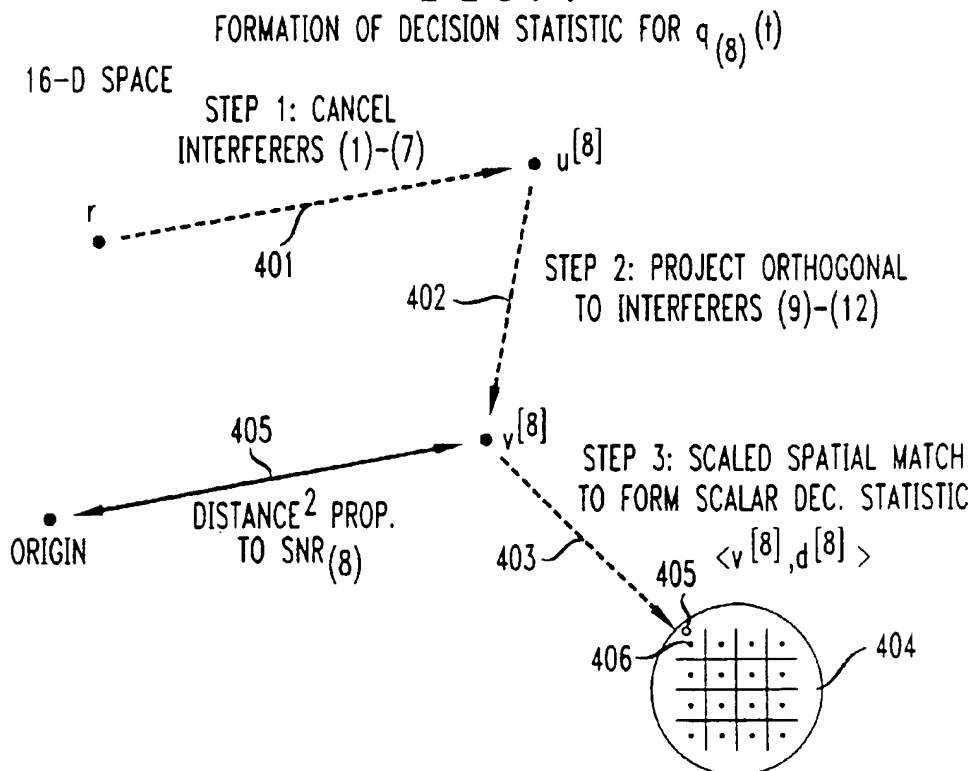 FORMATION OF DECISION STATISTIC FOR q(8)(t)
16-D SPACE
STEP 1: CANCEL
INTERFERERS (1)-(7)
u[8]
r
401
STEP 2: PROJECT ORTHOGONAL
TO INTERFERERS (9)-(12)
402
405
v[8]
STEP 3: SCALED SPATIAL MATCH
TO FORM SCALAR DEC. STATISTIC
<v[8],d[8]>
DISTANCE2 PROP.
TO SNR(8)
ORIGIN
403
405
406
404